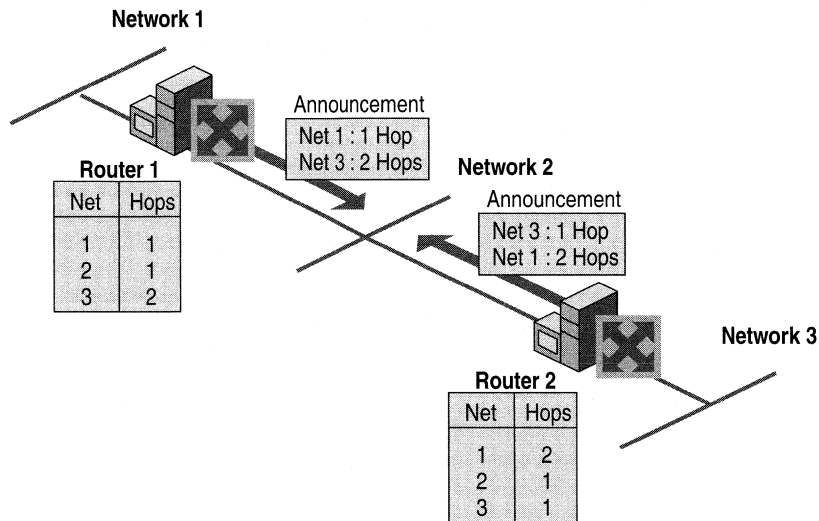 Network 1
Announcement
Net 1 : 1 Hop
Net 3 : 2 Hops
Router 1
Net Hops
1 1
2 1
3 2
Network 2
Announcement
Net 3 : 1 Hop
Net 1 : 2 Hops
Network 3
Router 2
Net Hops
1 2
2 1
3 1